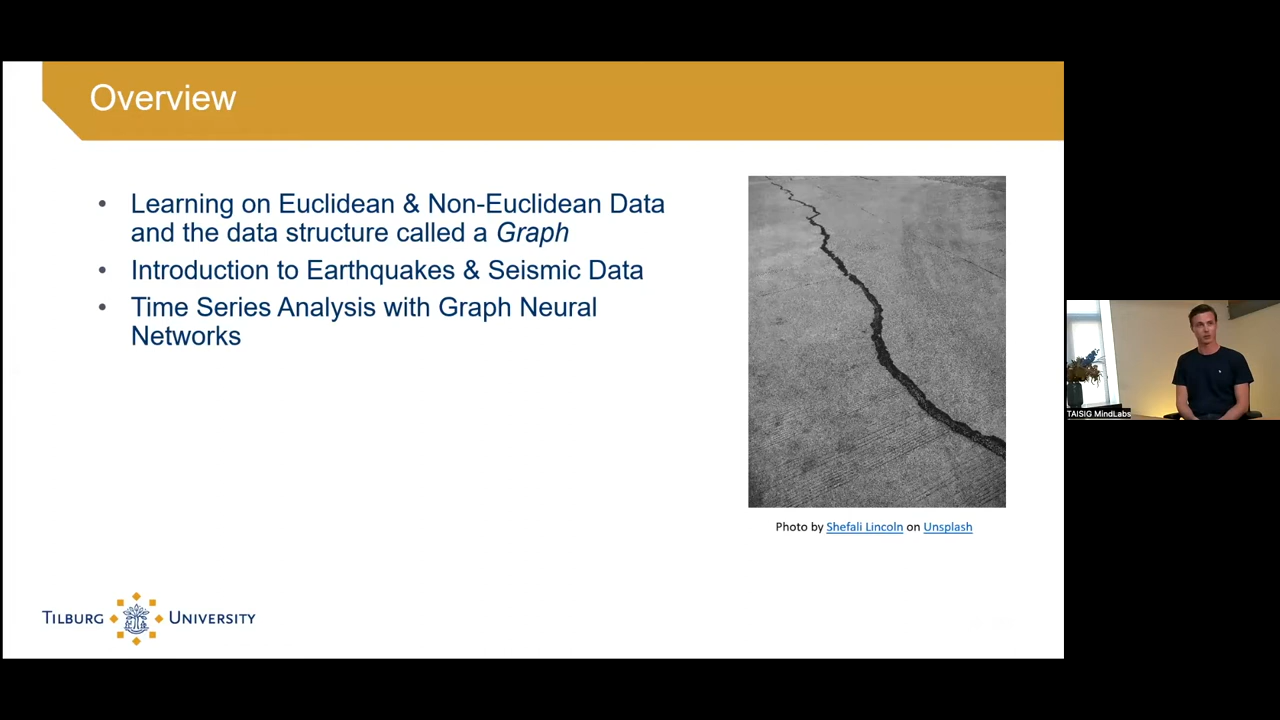 Overview
• Learning on Euclidean & Non-Euclidean Data
and the data structure called a Graph
• Introduction to Earthquakes & Seismic Data
• Time Series Analysis with Graph Neural
Networks
Photo by Shefali Lincoln on Unsplash
TILBURG UNIVERSITY
TAISIG MindLabs